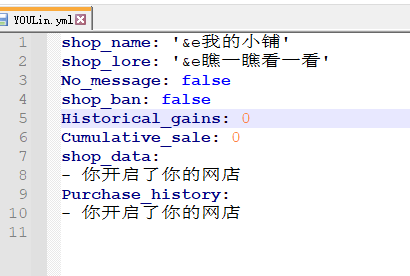 YOULin.yml
1 shop_name: '&e我的小铺'
2 shop_lore: '&e瞧一瞧看一看'
3 No_message: false
4 shop_ban: false
5 Historical_gains: 0
6 Cumulative_sale: 0
7 shop_data:
8 - 你开启了你的网店
9 Purchase_history:
10 - 你开启了你的网店
11